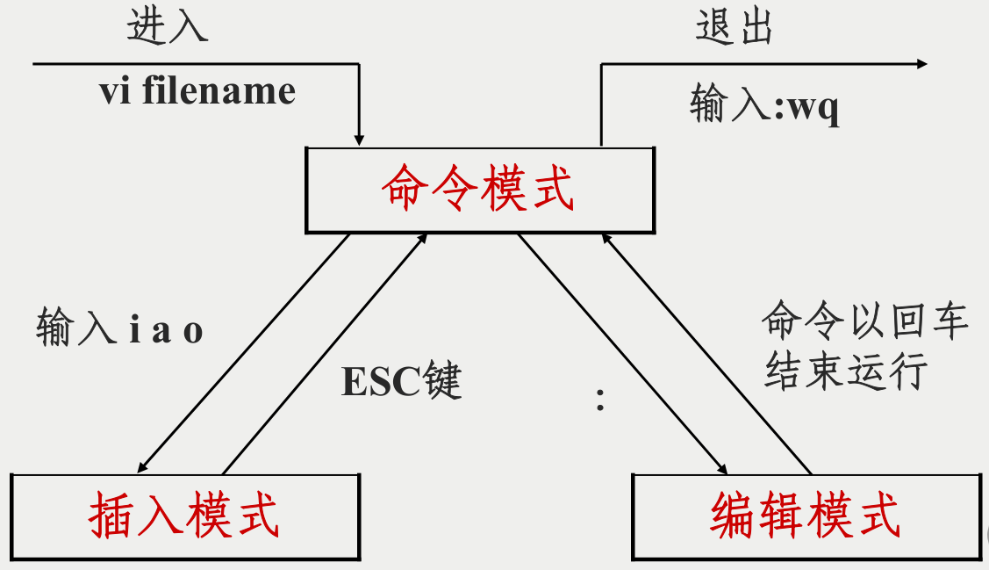 进入
退出
vi filename
输入:wq
命令模式
输入 i a o
命令以回车
结束运行
ESC键
:
插入模式
编辑模式